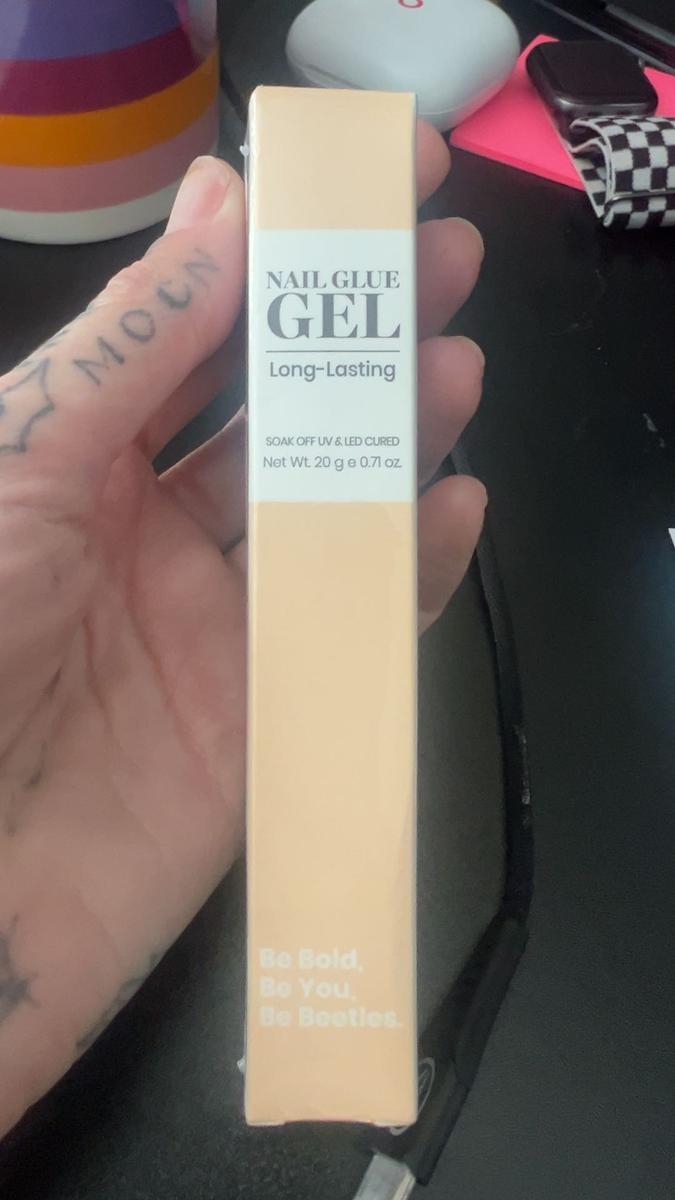 MOON
NAIL GLUE
GEL
Long-Lasting
SOAK OFF UV & LED CURED
Net Wt. 20 g e 0.71 oz.
Be Bold,
Be You,
Be Beetles.